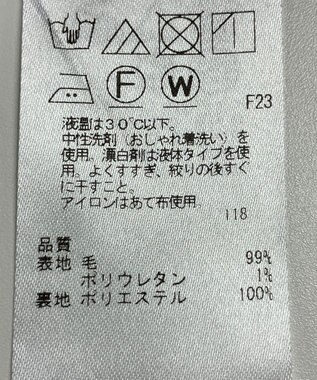 F W
F23
液温は30℃以下。
中性洗剤(おしゃれ着洗い)を
使用。漂白剤は液体タイプを使
用。よくすすぎ、絞りの後すぐ
に干すこと。
アイロンはあて布使用。
118
品質
表地 毛 99%
ポリウレタン 1%
裏地 ポリエステル 100%